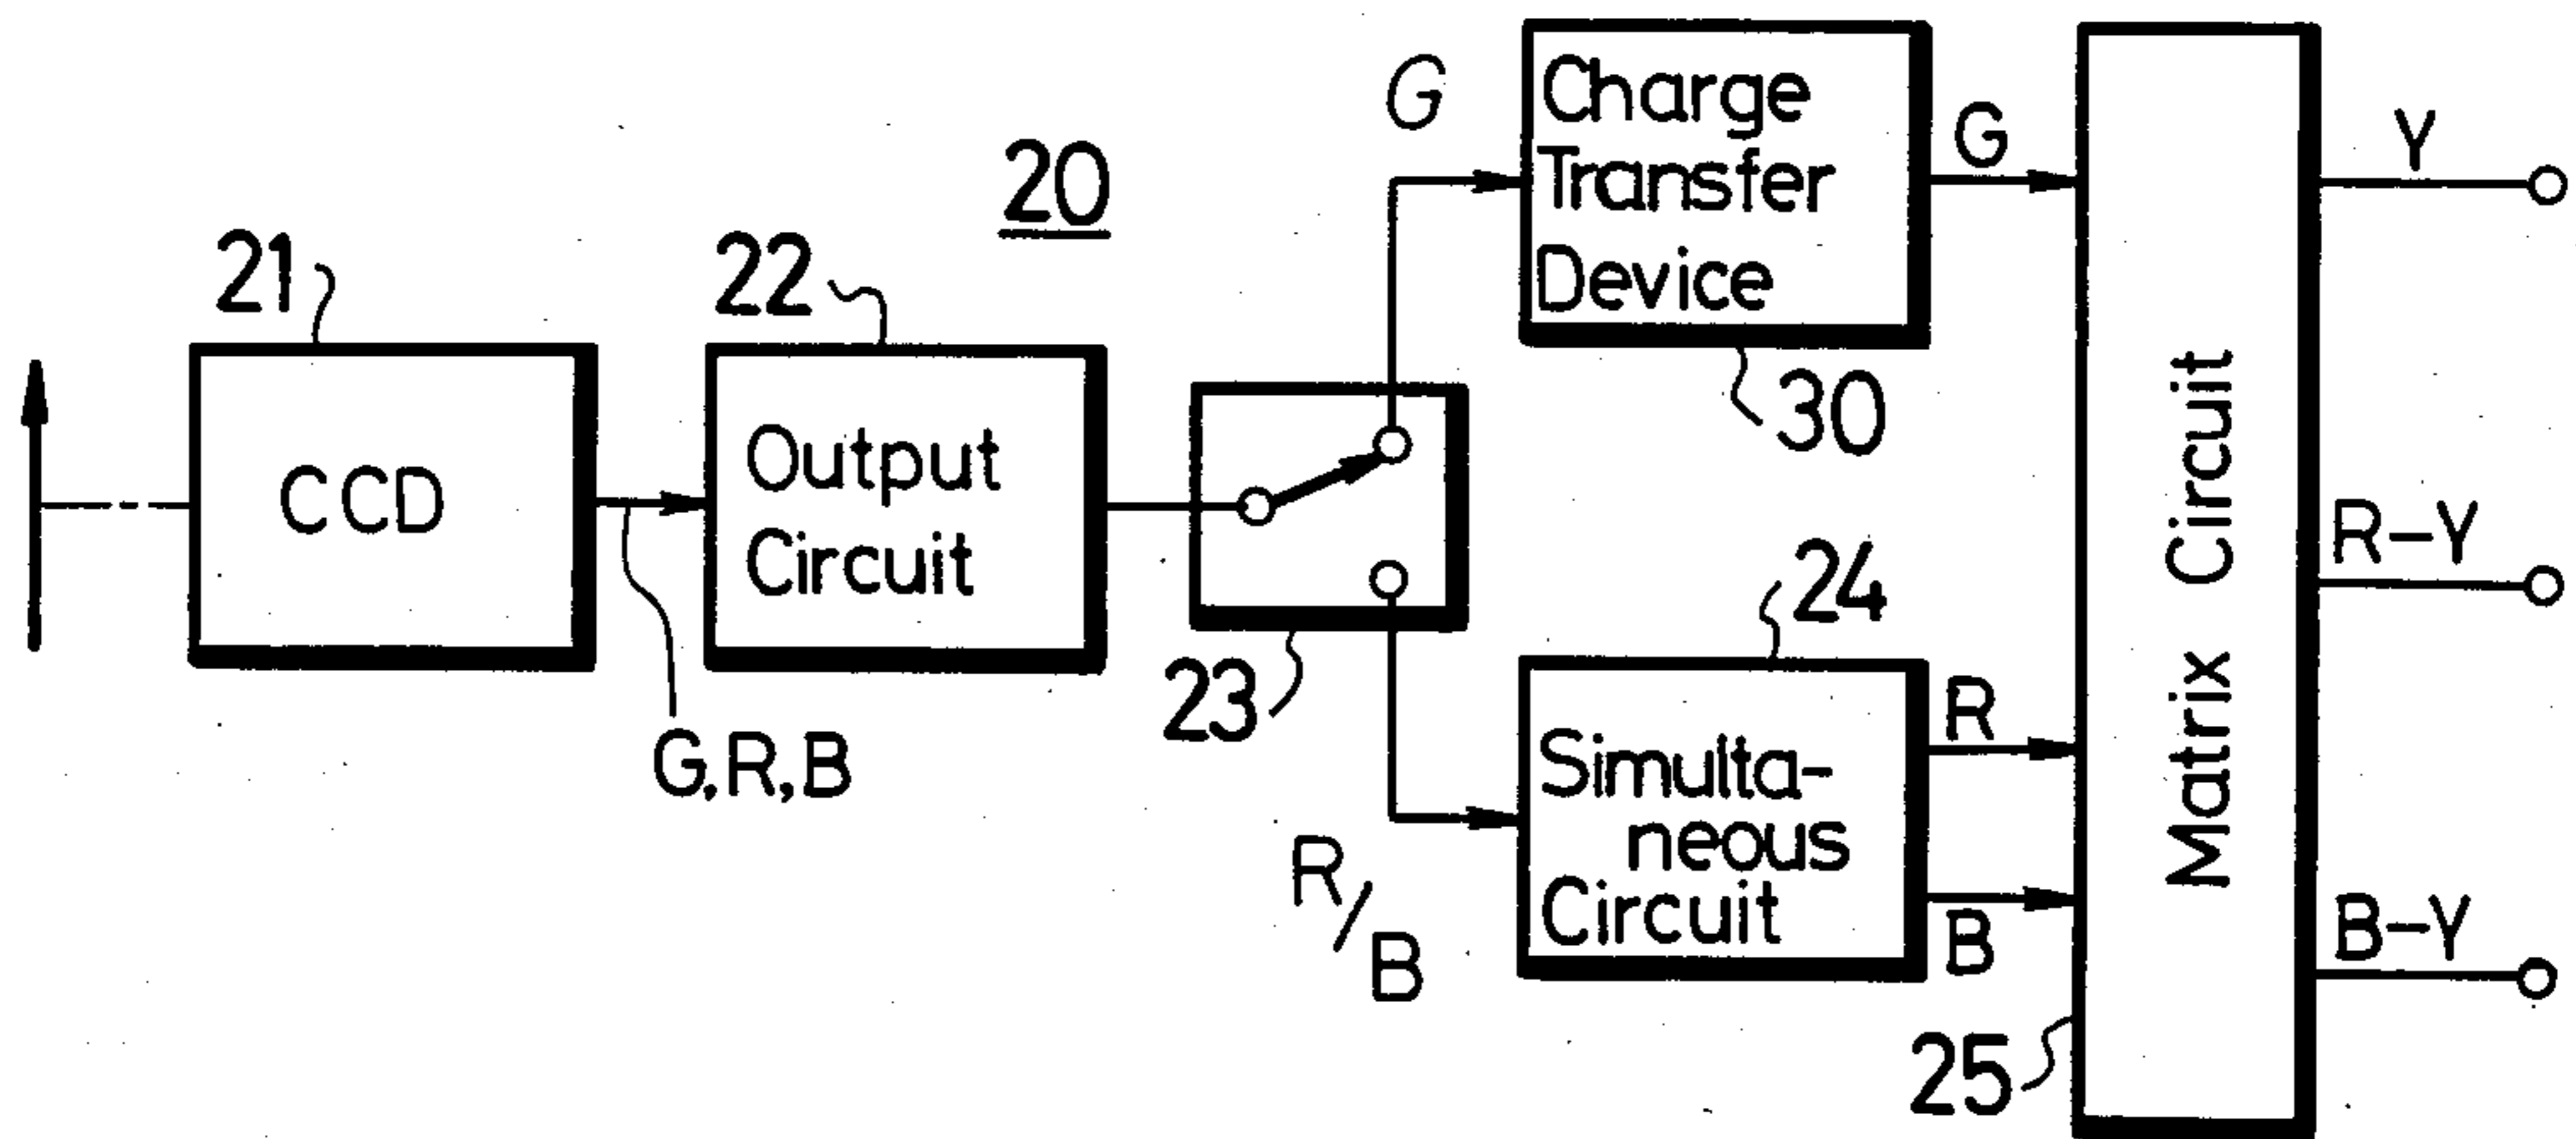 20
21
CCD
G,R,B
22
Output
Circuit
23
G
R/B
Charge
Transfer
Device
30
G
24
Simulta-
neous
Circuit
R
B
Matrix Circuit
25
Y
R-Y
B-Y